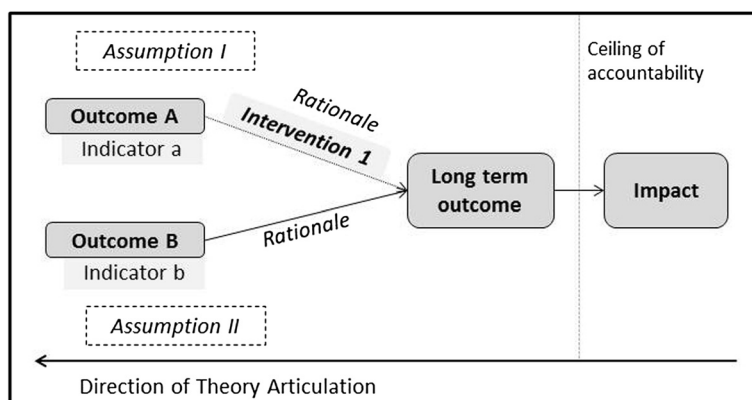 Assumption I
Ceiling of
accountability
Outcome A
Indicator a
Rationale
Intervention 1
Long term
outcome
Impact
Outcome B
Indicator b
Rationale
Assumption II
Direction of Theory Articulation